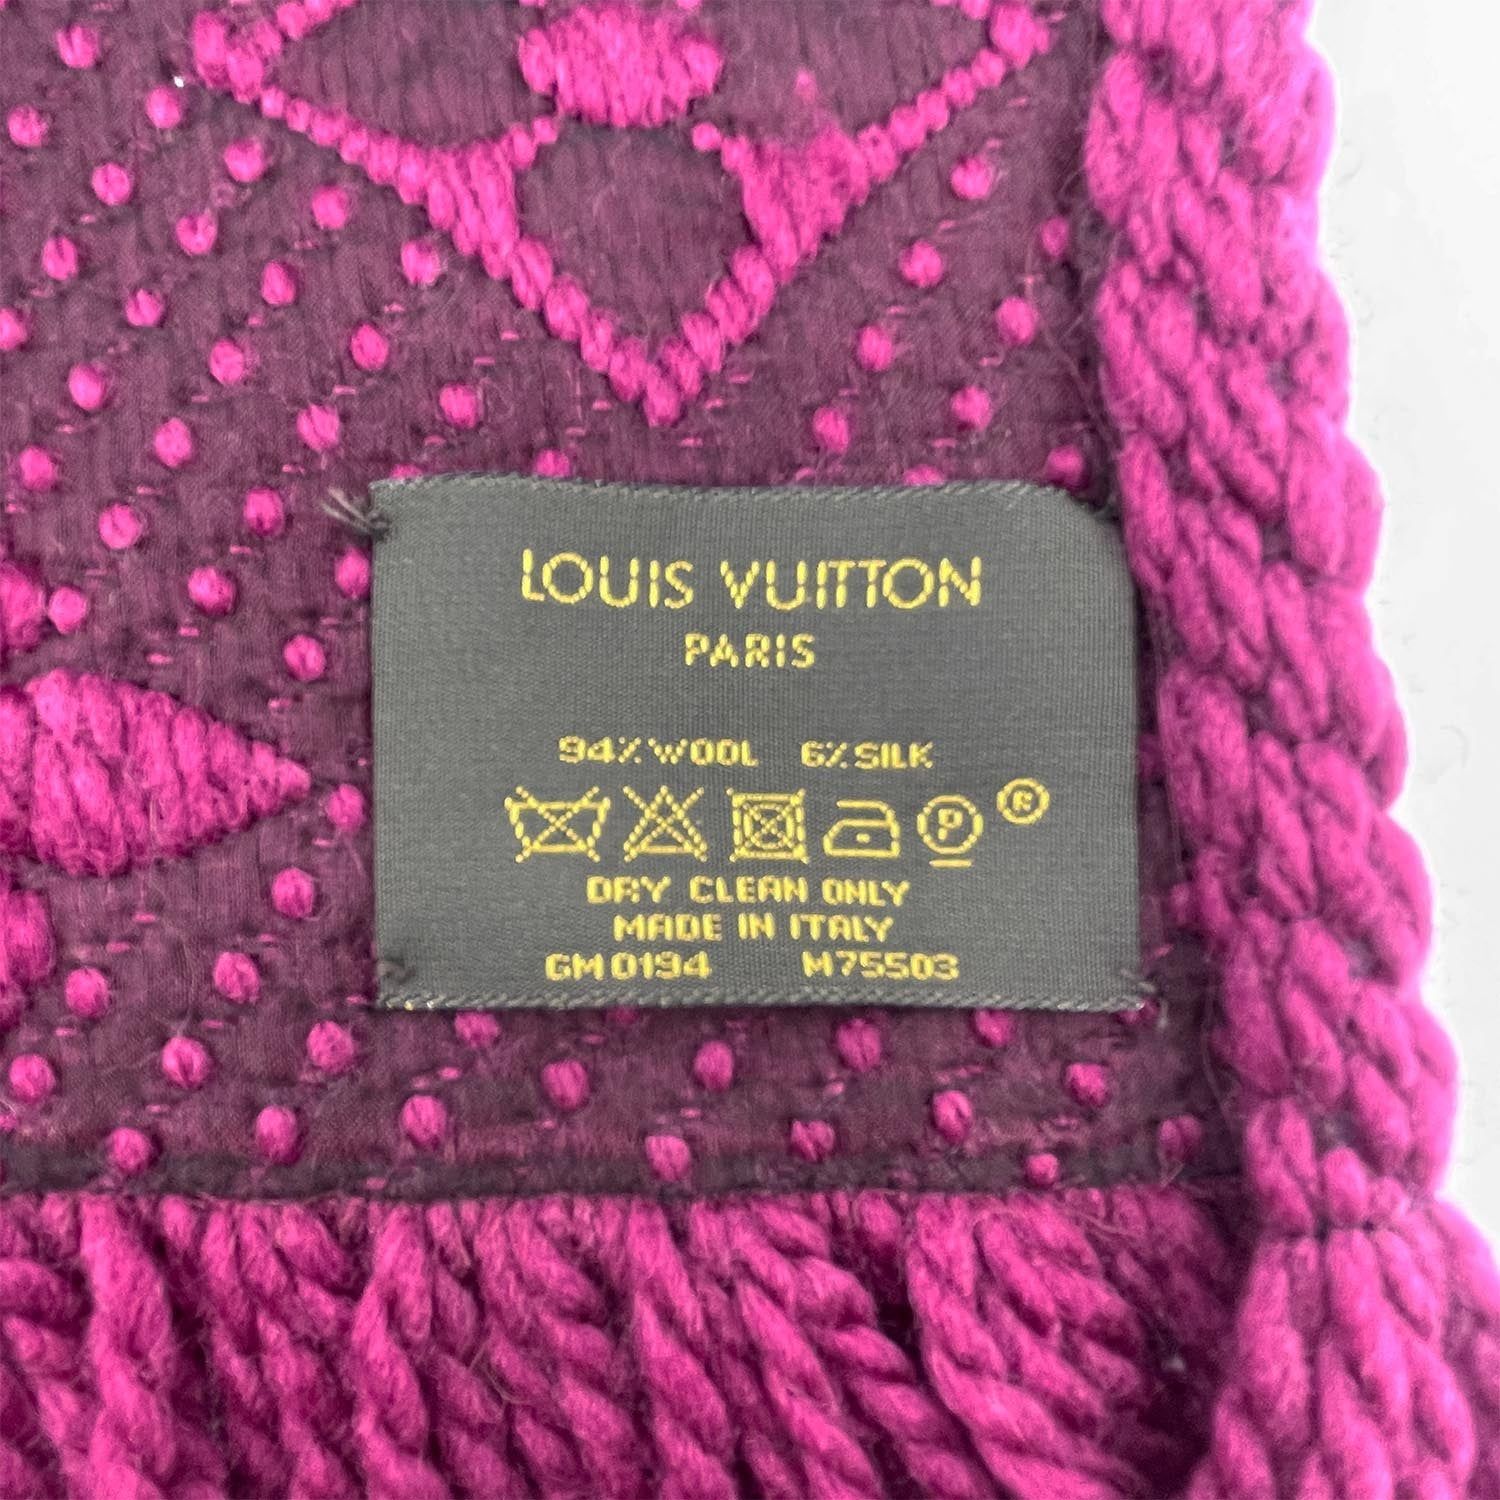 LOUIS VUITTON
PARIS
94% WOOL 6% SILK
P ®
DRY CLEAN ONLY
MADE IN ITALY
GM0194 M75503